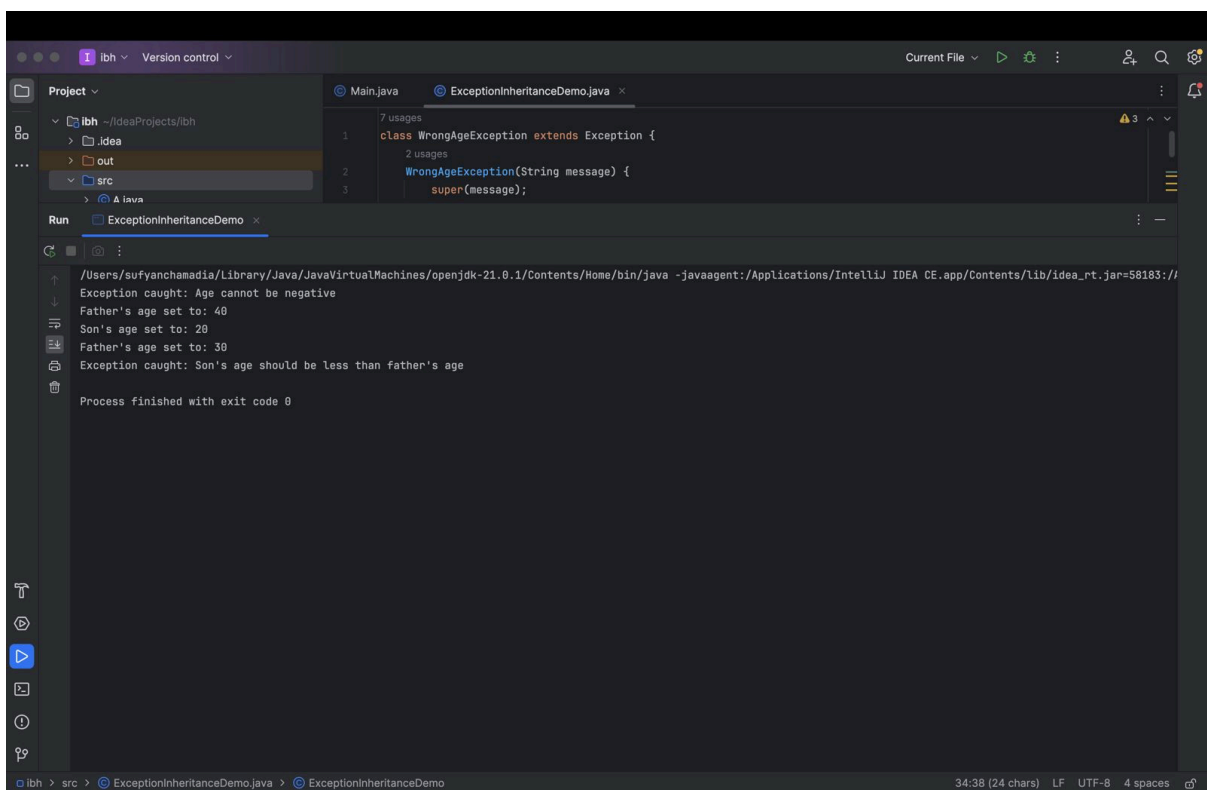 I ibh Version control
Current File
Project
Main.java ExceptionInheritanceDemo.java
ibh ~/IdeaProjects/ibh
.idea
out
src
A.java
7 usages
3
1 class WrongAgeException extends Exception {
2 usages
2 WrongAgeException(String message) {
3 super(message);
Run ExceptionInheritanceDemo
/Users/sufyanchamadia/Library/Java/JavaVirtualMachines/openjdk-21.0.1/Contents/Home/bin/java -javaagent:/Applications/IntelliJ IDEA CE.app/Contents/lib/idea_rt.jar=58183:/A
Exception caught: Age cannot be negative
Father's age set to: 40
Son's age set to: 20
Father's age set to: 30
Exception caught: Son's age should be less than father's age
Process finished with exit code 0
ibh > src > ExceptionInheritanceDemo.java > ExceptionInheritanceDemo
34:38 (24 chars) LF UTF-8 4 spaces